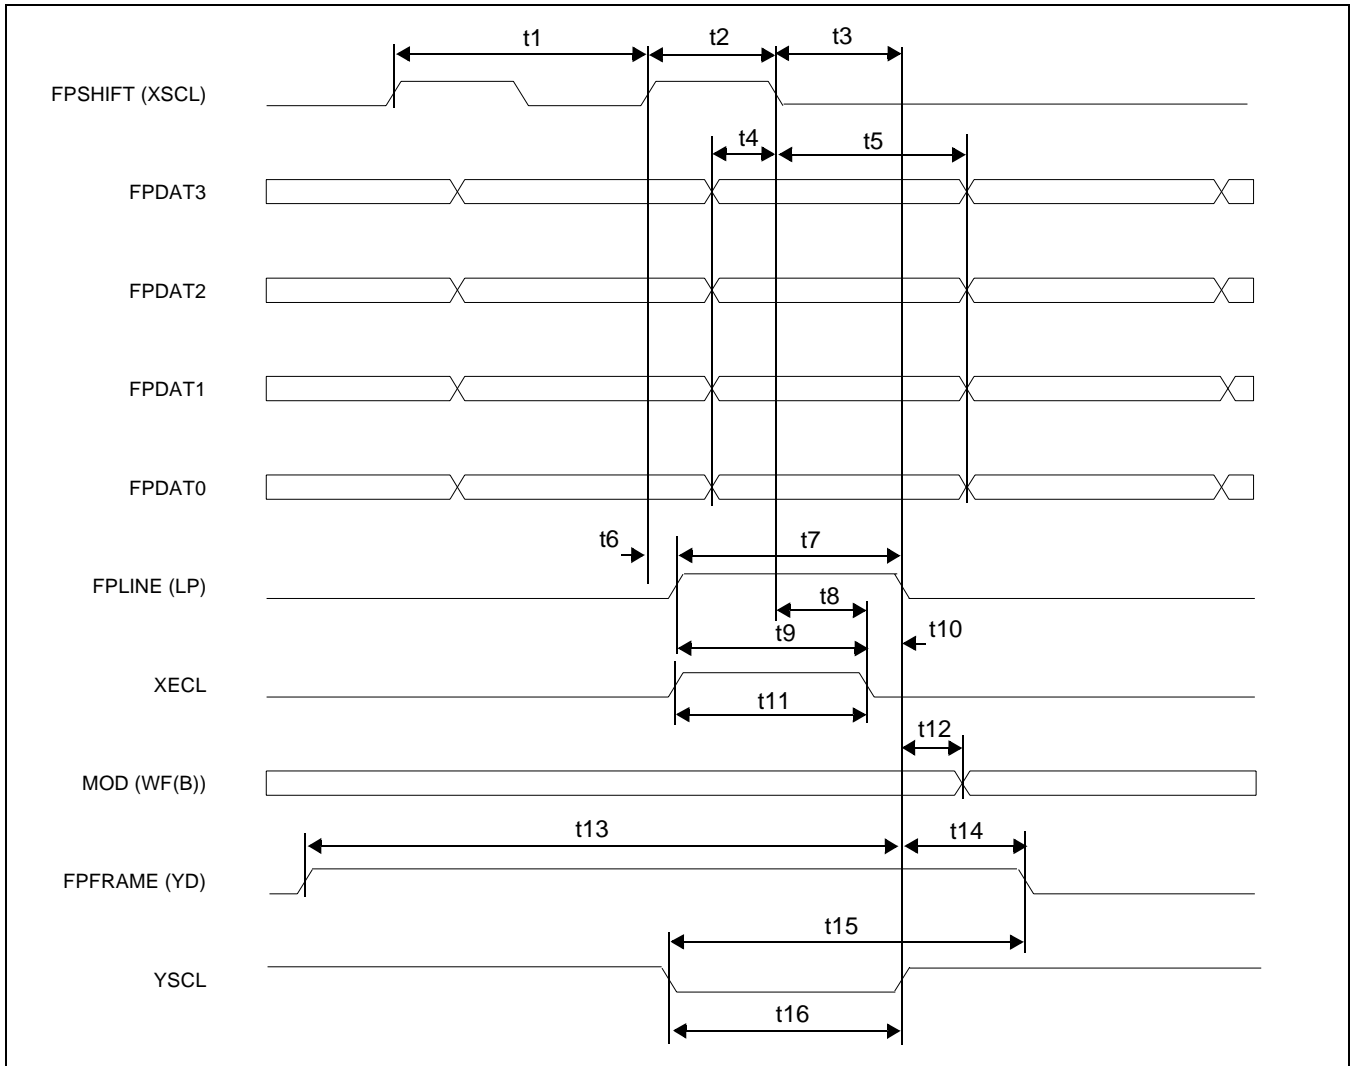 t1 t2 t3
FPSHIFT (XSCL)
t4 t5
FPDAT3
FPDAT2
FPDAT1
FPDAT0
t6 t7
FPLINE (LP)
t8
t9 t10
XECL
t11
t12
MOD (WF(B))
t13 t14
FPFRAME (YD)
t15
YSCL
t16